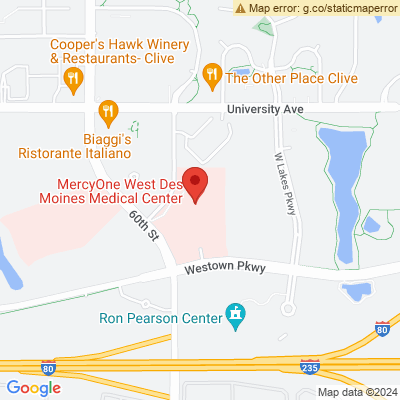 Map error: g.co/staticmaperror
Cooper's Hawk Winery
& Restaurants- Clive
The Other Place Clive
University Ave
Biaggi's
Ristorante Italiano
W Lakes Pkwy
MercyOne West Des
Moines Medical Center
60th St
Westown Pkwy
Ron Pearson Center
80
80
235
Google
Map data ©2024